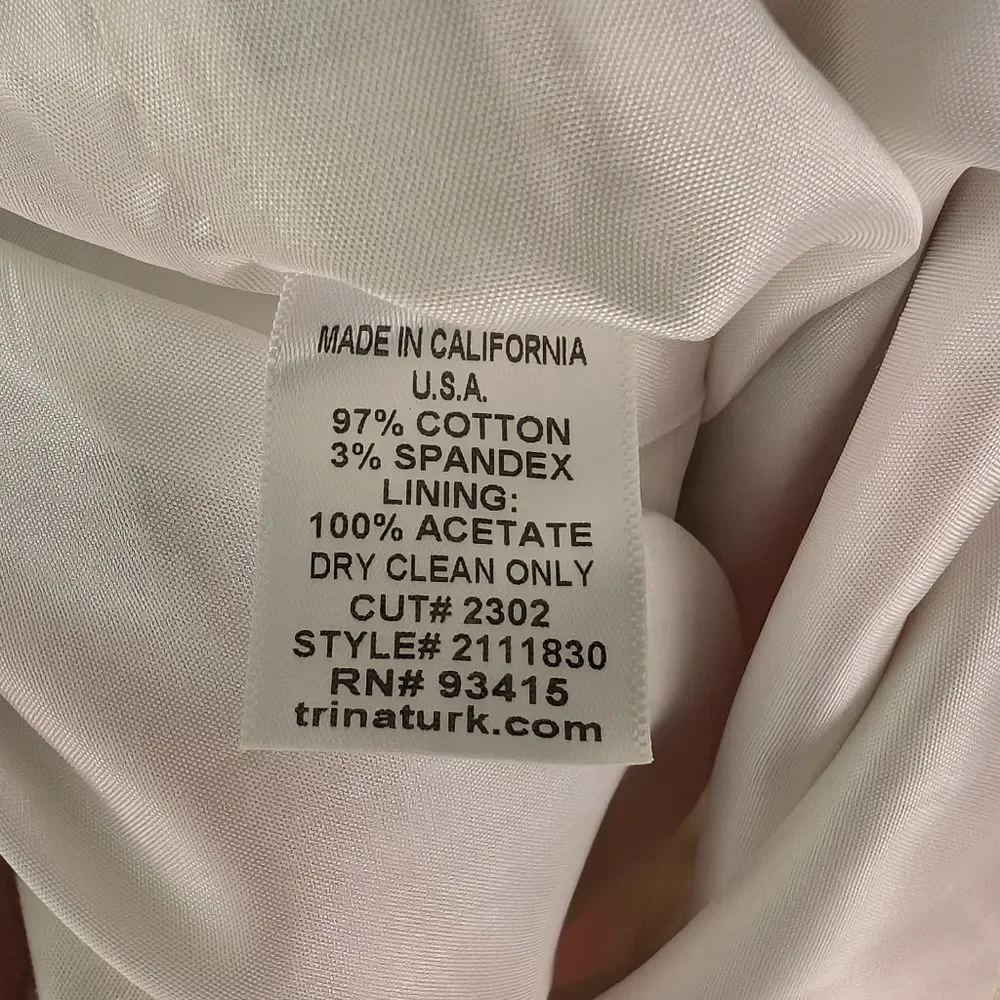 MADE IN CALIFORNIA
U.S.A.
97% COTTON
3% SPANDEX
LINING:
100% ACETATE
DRY CLEAN ONLY
CUT# 2302
STYLE# 2111830
RN# 93415
trinaturk.com